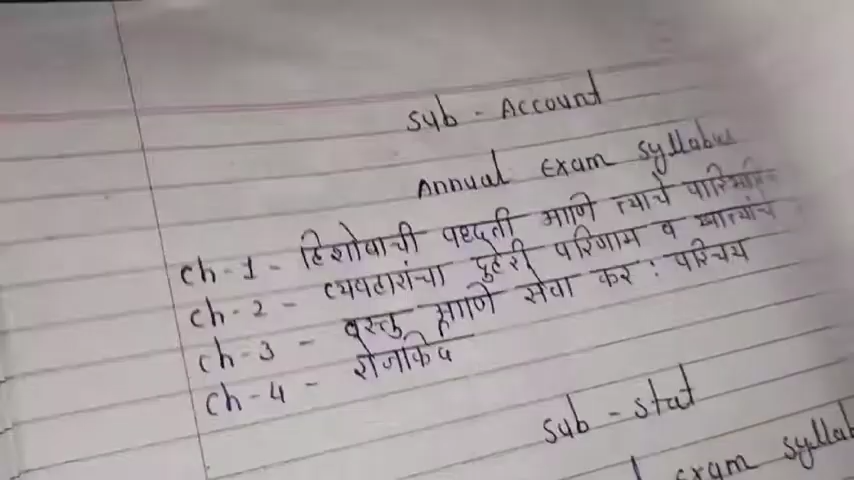 Sub - Account
Annual Exam Syllabus
Ch-1 - हिशोबाची पध्दती आणि त्याचे
Ch-2 - व्यवहारांचा दुहेरी परिणाम व खात्यांचे
Ch-3 - वस्तु आणि सेवा कर : परिचय
Ch-4 - रोजकिर्द
Sub - Stat
exam syllab